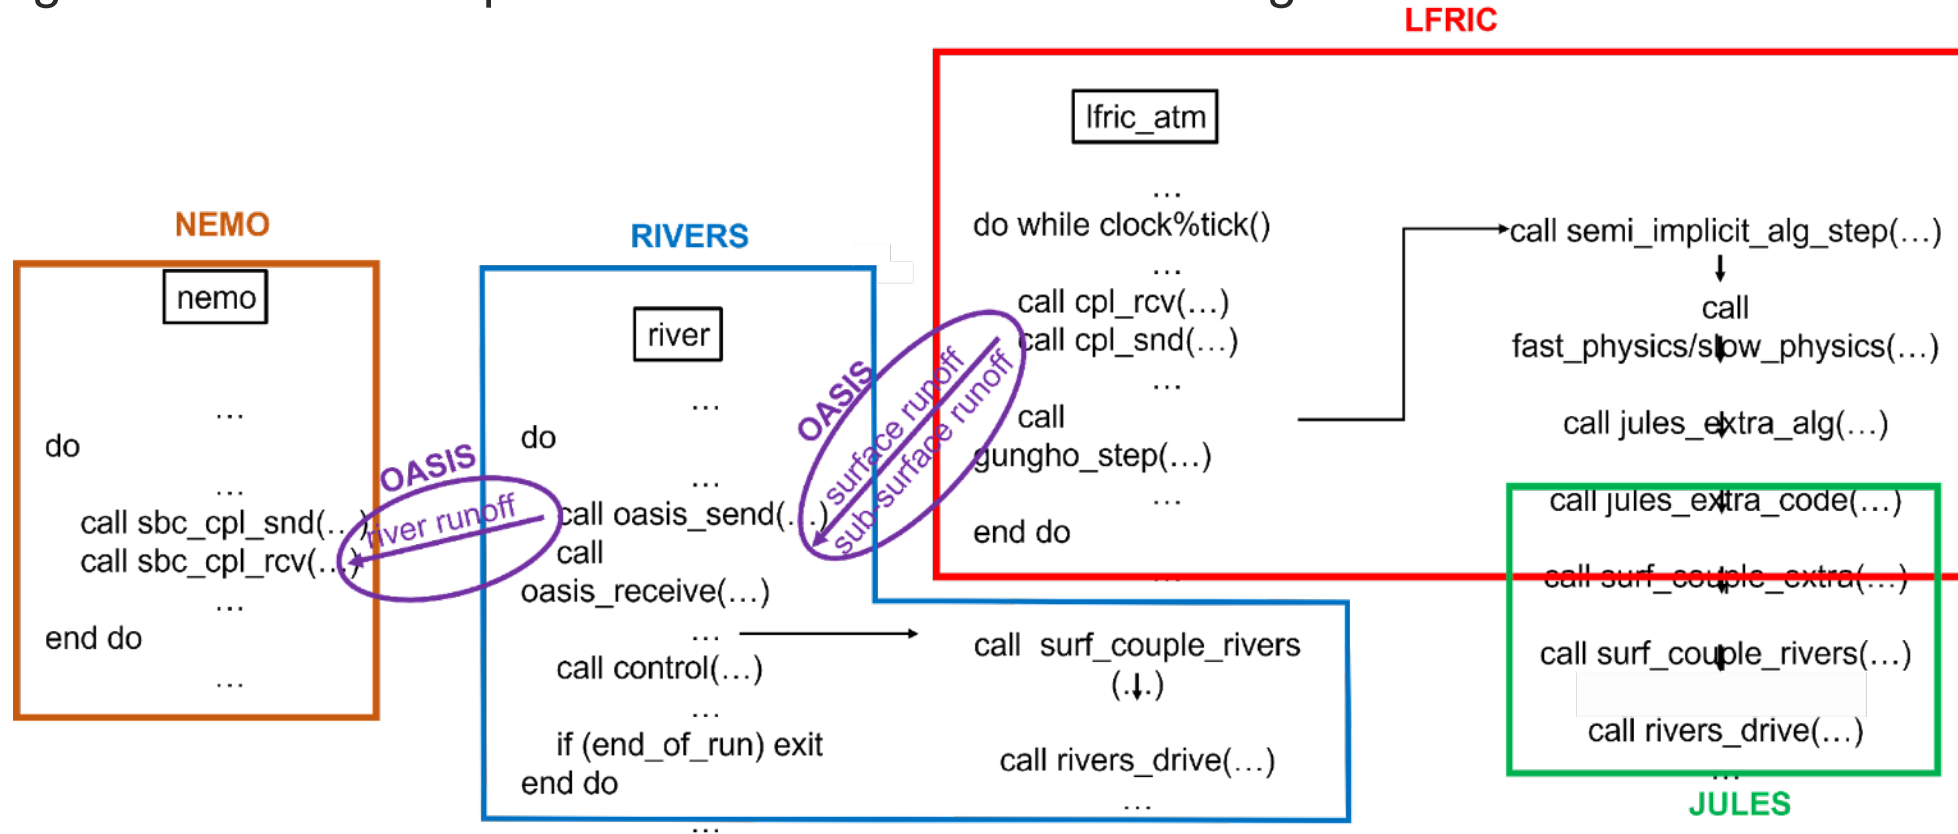 LFRIC
lfric_atm
...
do while clock%tick()
...
call cpl_rcv(...)
call cpl_snd(...)
...
call
gungho_step(...)
...
end do
...
call semi_implicit_alg_step(...)
call
fast_physics/slow_physics(...)
call jules_extra_alg(...)
call jules_extra_code(...)
call surf_couple_extra(...)
call surf_couple_rivers(...)
call rivers_drive(...)
...
JULES
NEMO
nemo
...
do
...
call sbc_cpl_snd(...)
call sbc_cpl_rcv(...)
...
end do
...
OASIS
river runoff
RIVERS
river
...
do
...
call oasis_send(...)
call
oasis_receive(...)
...
call control(...)
...
if (end_of_run) exit
end do
...
call surf_couple_rivers
(...)
call rivers_drive(...)
...
OASIS
surface runoff
sub-surface runoff